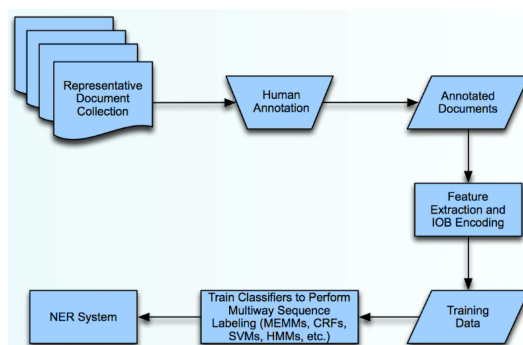 Representative
Document
Collection
Human
Annotation
Annotated
Documents
Feature
Extraction and
IOB Encoding
Training
Data
Train Classifiers to Perform
Multiway Sequence
Labeling (MEMMs, CRFs,
SVMs, HMMs, etc.)
NER System